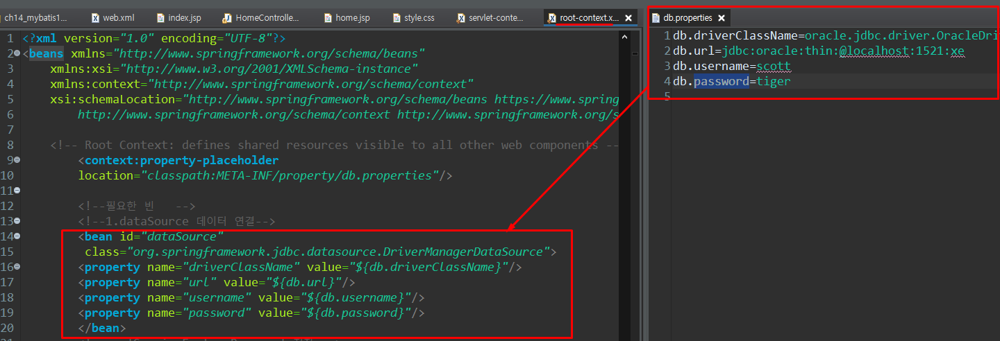 ch14_mybatis1...
web.xml
index.jsp
HomeControlle...
home.jsp
style.css
servlet-conte...
root-context.x...
db.properties
1 <?xml version="1.0" encoding="UTF-8"?>
2 <beans xmlns="http://www.springframework.org/schema/beans"
3 xmlns:xsi="http://www.w3.org/2001/XMLSchema-instance"
4 xmlns:context="http://www.springframework.org/schema/context"
5 xsi:schemaLocation="http://www.springframework.org/schema/beans https://www.spring
6 http://www.springframework.org/schema/context http://www.springframework.org/s
7
8 <!-- Root Context: defines shared resources visible to all other web components --
9 <context:property-placeholder
10 location="classpath:META-INF/property/db.properties"/>
11
12 <!--필요한 빈 -->
13 <!--1.dataSource 데이터 연결-->
14 <bean id="dataSource"
15 class="org.springframework.jdbc.datasource.DriverManagerDataSource">
16 <property name="driverClassName" value="${db.driverClassName}"/>
17 <property name="url" value="${db.url}"/>
18 <property name="username" value="${db.username}"/>
19 <property name="password" value="${db.password}"/>
20 </bean>
1 db.driverClassName=oracle.jdbc.driver.OracleDri
2 db.url=jdbc:oracle:thin:@localhost:1521:xe
3 db.username=scott
4 db.password=tiger
5